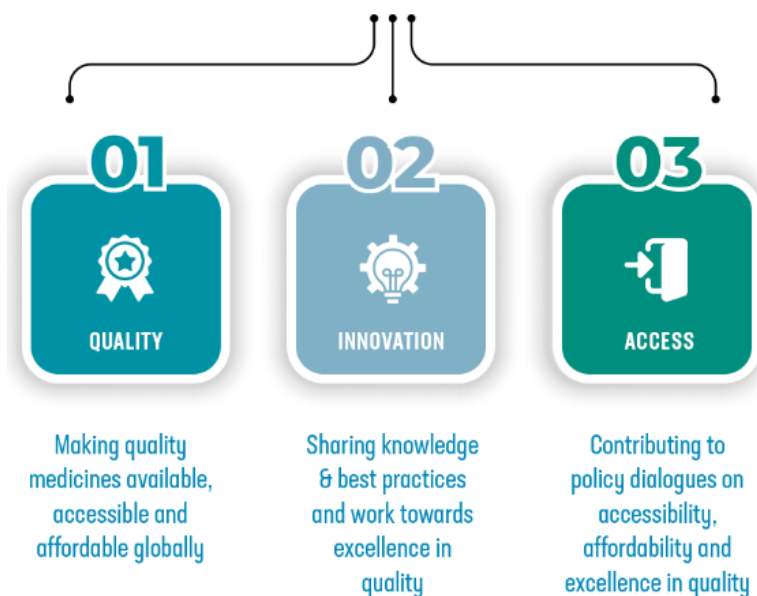 01
QUALITY
Making quality
medicines available,
accessible and
affordable globally
02
INNOVATION
Sharing knowledge
& best practices
and work towards
excellence in
quality
03
ACCESS
Contributing to
policy dialogues on
accessibility,
affordability and
excellence in quality